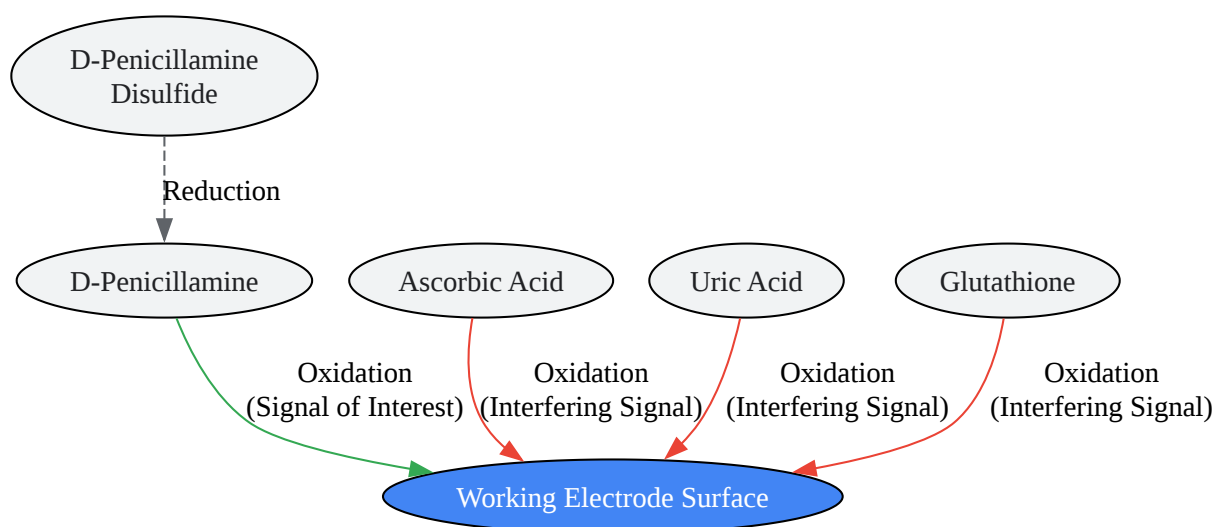 D-Penicillamine
Disulfide
Reduction
D-Penicillamine
Ascorbic Acid
Uric Acid
Glutathione
Oxidation
(Signal of Interest)
Oxidation
(Interfering Signal)
Oxidation
(Interfering Signal)
Oxidation
(Interfering Signal)
Working Electrode Surface